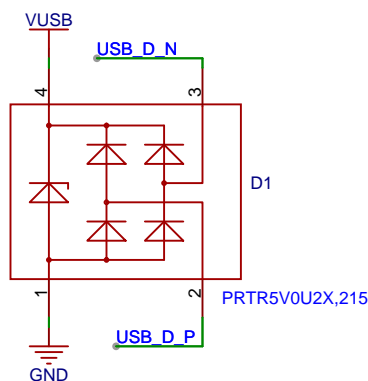 VUSB
USB_D_N
4
3
D1
1
2
PRTR5V0U2X,215
USB_D_P
GND